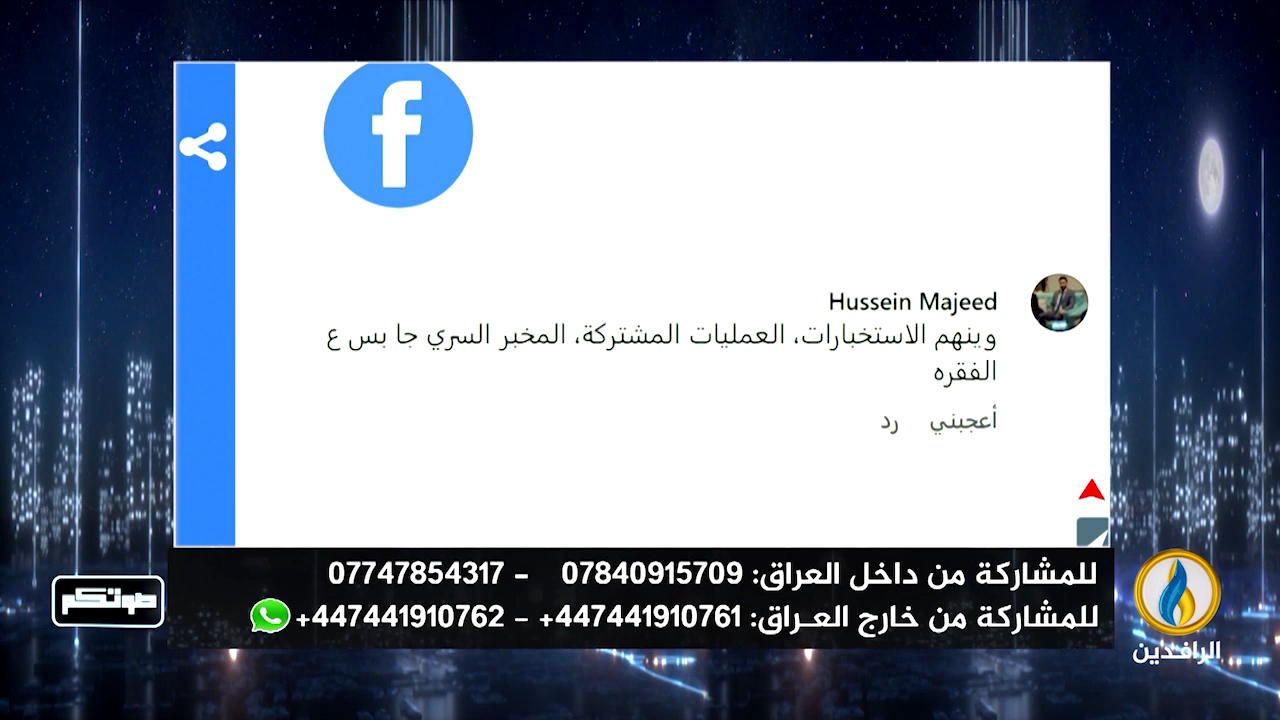 Hussein Majeed
وينهم الاستخبارات، العمليات المشتركة، المخبر السري جا بس ع
الفقره
أعجبني رد
للمشاركة من داخل العراق: 07840915709 - 07747854317
للمشاركة من خارج العـراق: 447441910761+ - 447441910762+
صوتكم
الرافدين